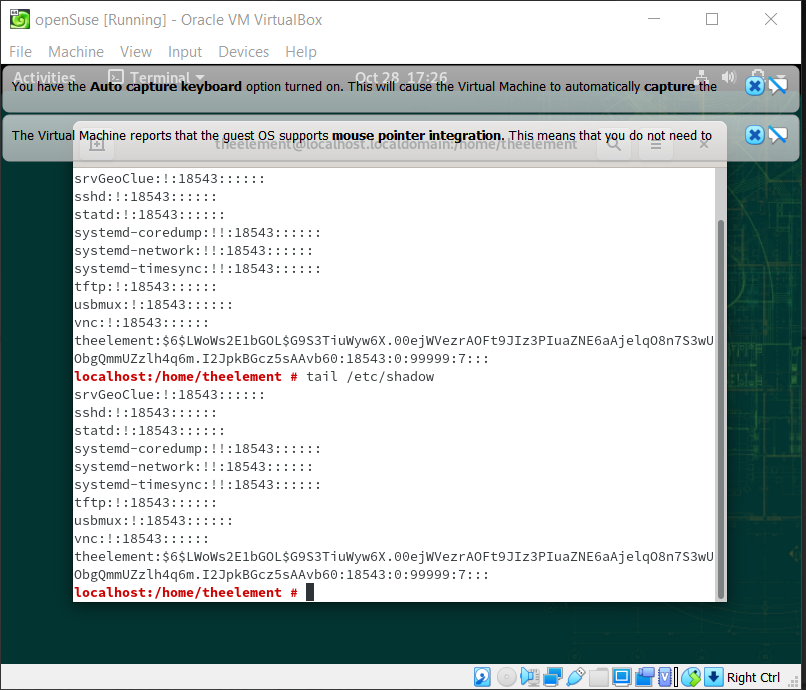 openSuse [Running] - Oracle VM VirtualBox
File Machine View Input Devices Help
Activities Terminal Oct 28 17:26
You have the Auto capture keyboard option turned on. This will cause the Virtual Machine to automatically capture the
The Virtual Machine reports that the guest OS supports mouse pointer integration. This means that you do not need to
theelement@localhost.localdomain:/home/theelement
srvGeoClue:!:18543::::::
sshd:!:18543::::::
statd:!:18543::::::
systemd-coredump:!!:18543::::::
systemd-network:!!:18543::::::
systemd-timesync:!!:18543::::::
tftp:!:18543::::::
usbmux:!:18543::::::
vnc:!:18543::::::
theelement:$6$LWoWs2E1bGOL$G9S3TiuWyw6X.00ejWVezrAOFt9JIz3PIuaZNE6aAjelqO8n7S3wU
ObgQmmUZzlh4q6m.I2JpkBGcz5sAAvb60:18543:0:99999:7:::
localhost:/home/theelement # tail /etc/shadow
srvGeoClue:!:18543::::::
sshd:!:18543::::::
statd:!:18543::::::
systemd-coredump:!!:18543::::::
systemd-network:!!:18543::::::
systemd-timesync:!!:18543::::::
tftp:!:18543::::::
usbmux:!:18543::::::
vnc:!:18543::::::
theelement:$6$LWoWs2E1bGOL$G9S3TiuWyw6X.00ejWVezrAOFt9JIz3PIuaZNE6aAjelqO8n7S3wU
ObgQmmUZzlh4q6m.I2JpkBGcz5sAAvb60:18543:0:99999:7:::
localhost:/home/theelement #
Right Ctrl